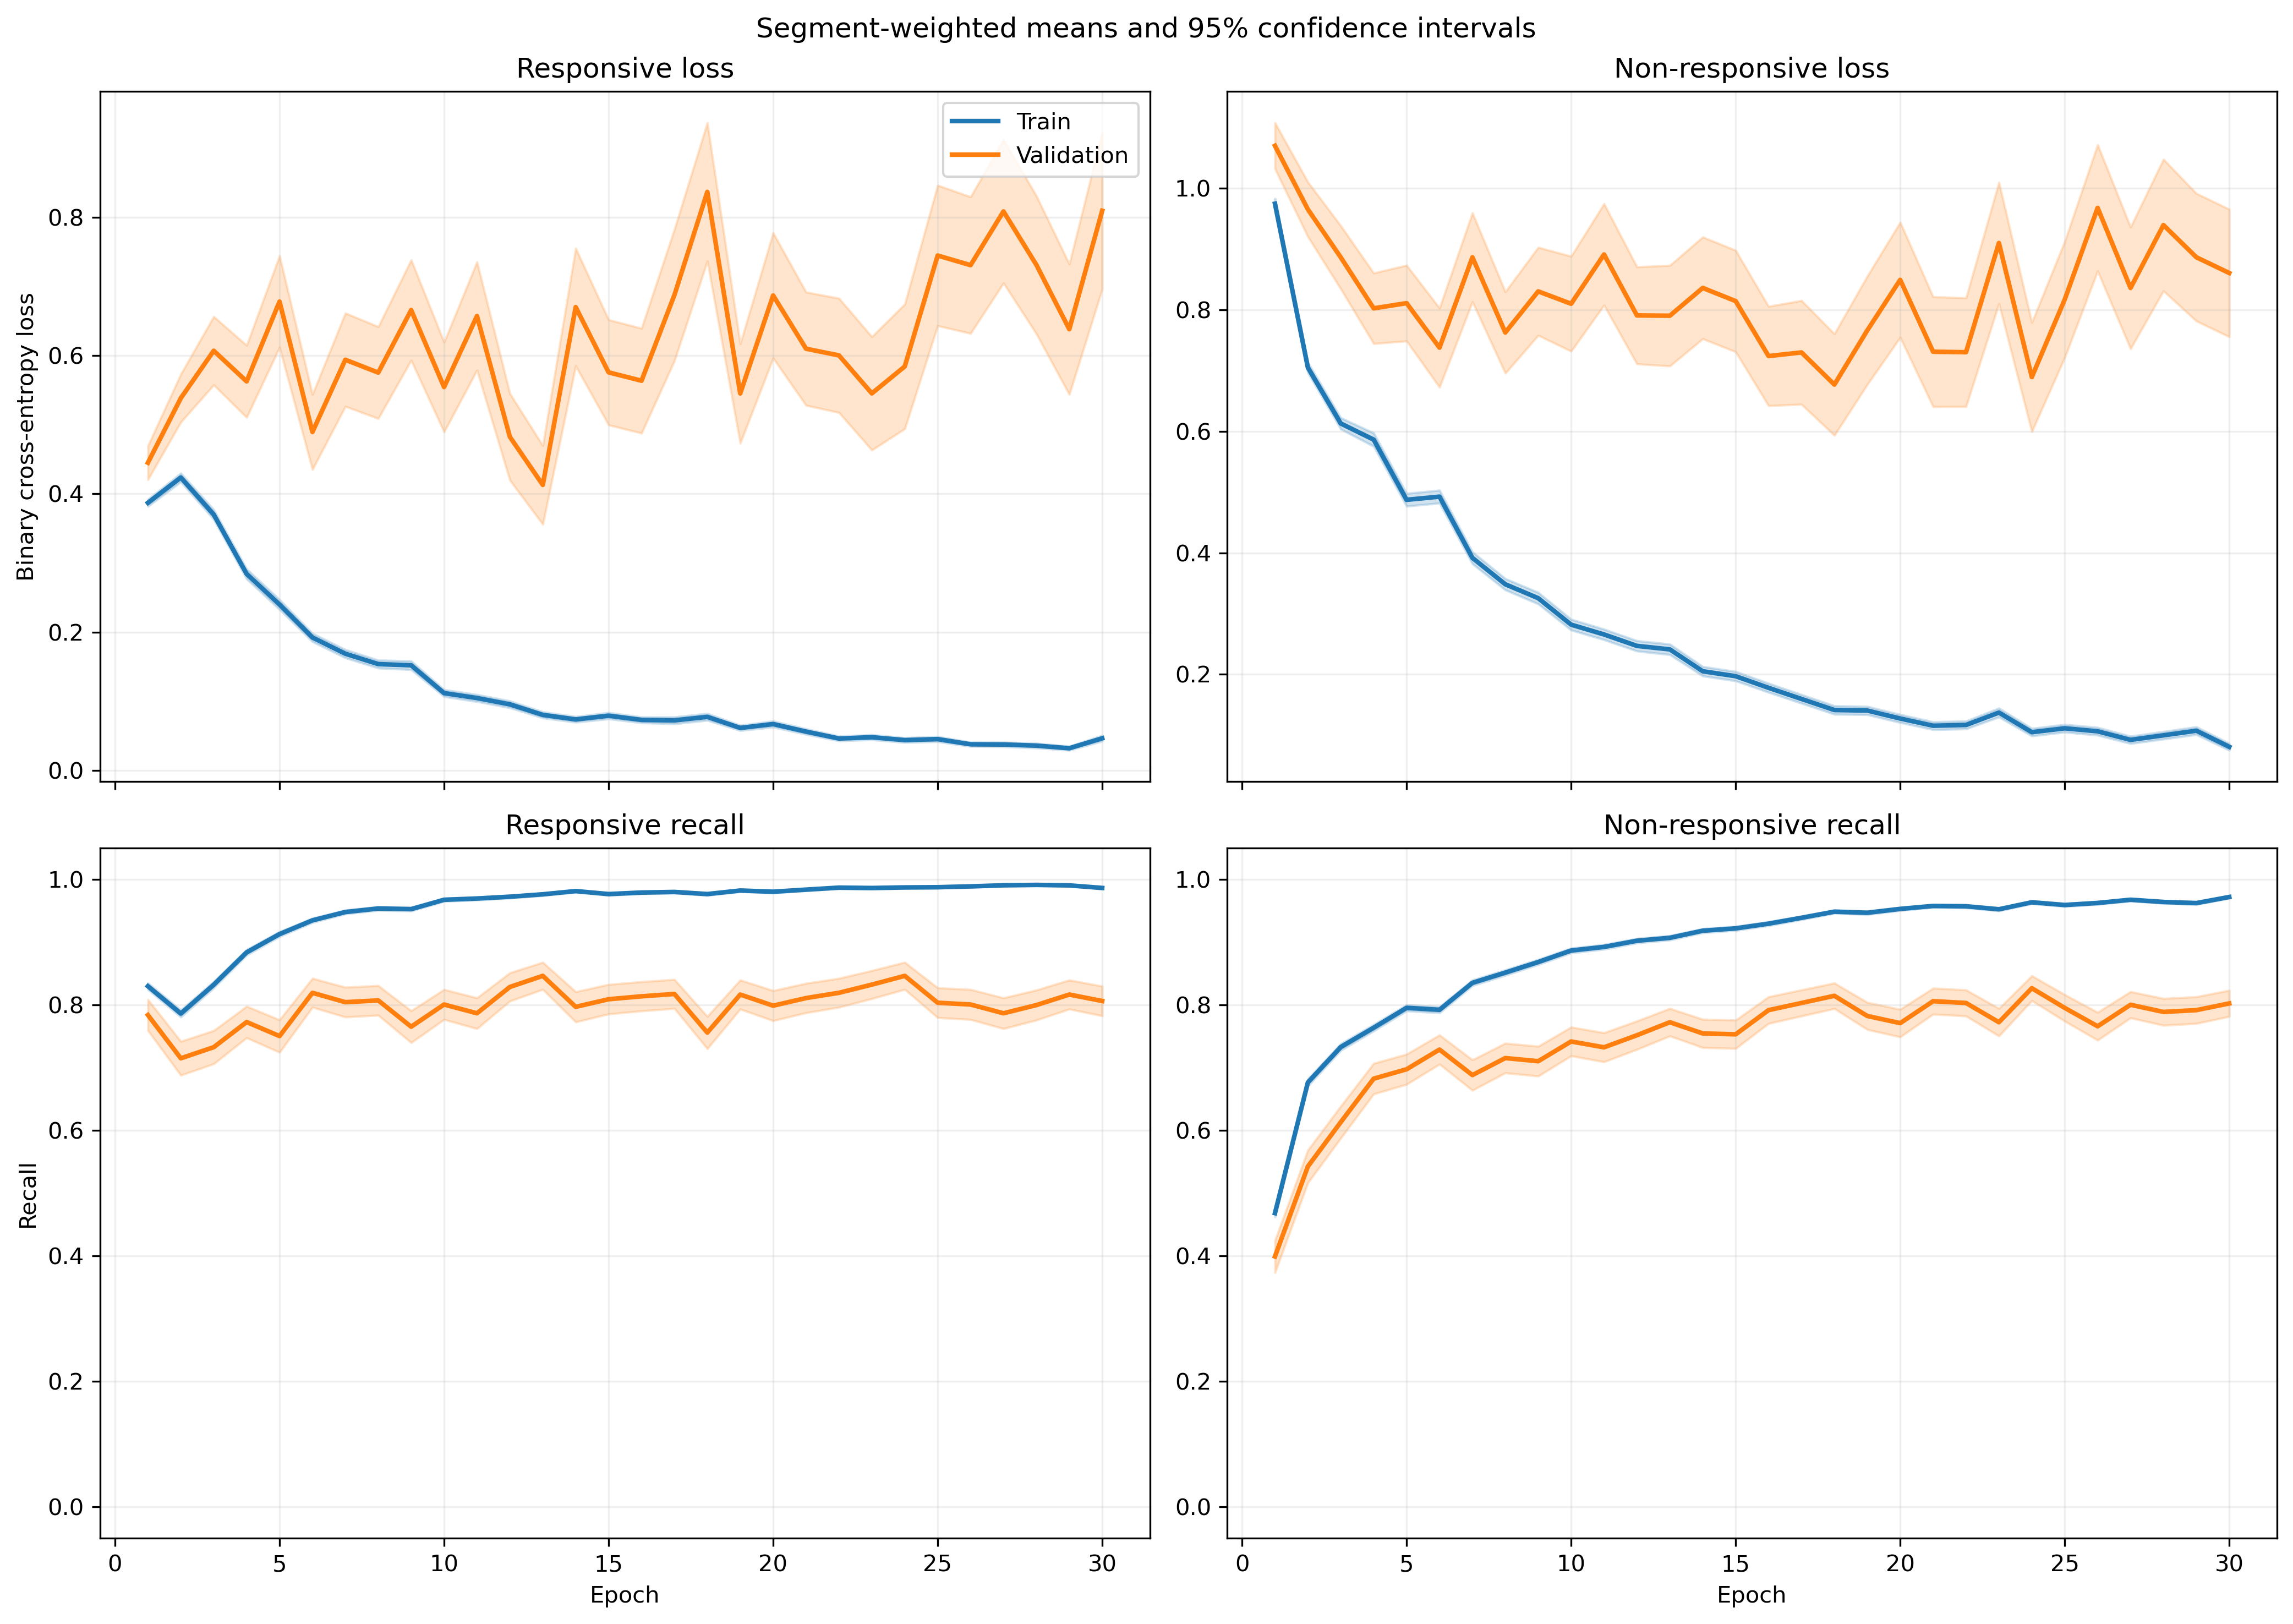 Segment-weighted means and 95% confidence intervals
Responsive loss
Non-responsive loss
Train
Validation
Binary cross-entropy loss
0.8
0.6
0.4
0.2
0.0
1.0
0.8
0.6
0.4
0.2
Responsive recall
Non-responsive recall
Recall
1.0
0.8
0.6
0.4
0.2
0.0
1.0
0.8
0.6
0.4
0.2
0.0
0 5 10 15 20 25 30
0 5 10 15 20 25 30
Epoch
Epoch